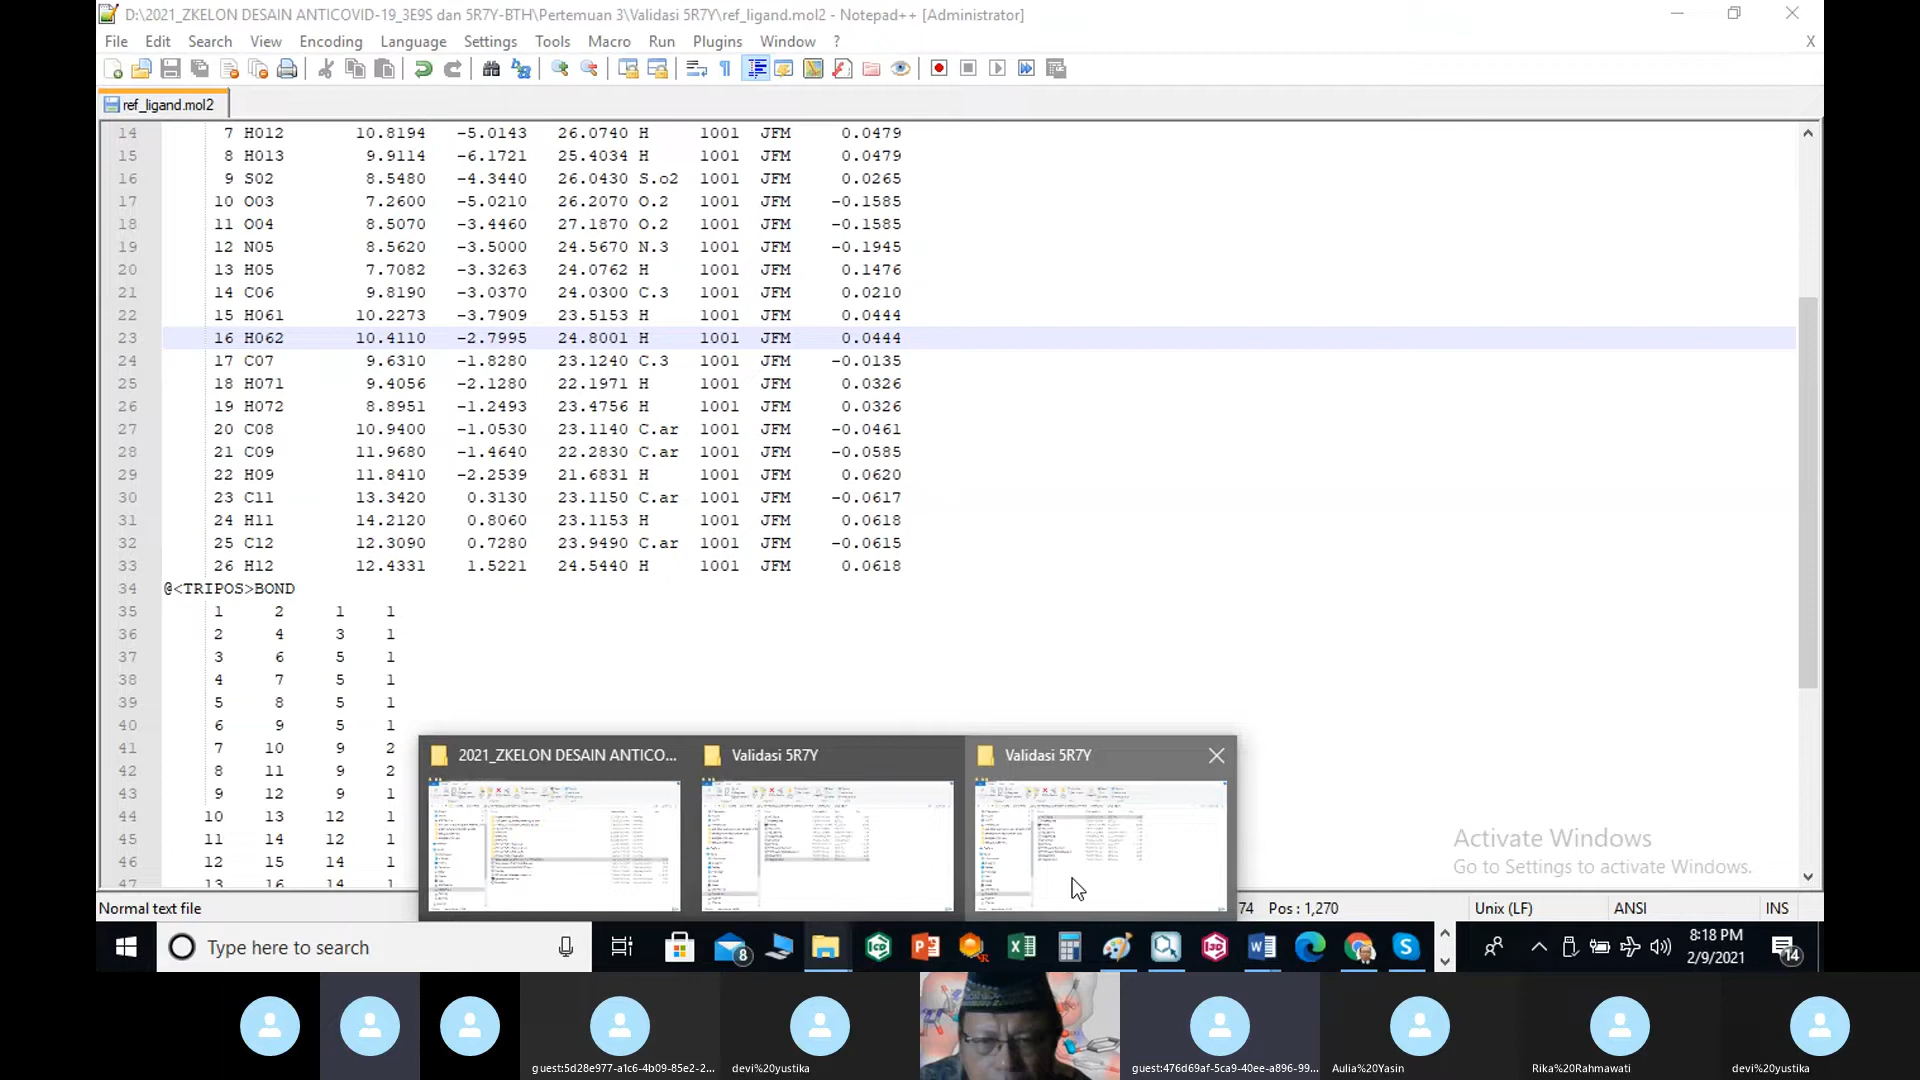 D:\2021_ZKELON DESAIN ANTICOVID-19_3E9S dan 5R7Y-BTH\Pertemuan 3\Validasi 5R7Y\ref_ligand.mol2 - Notepad++ [Administrator]
File Edit Search View Encoding Language Settings Tools Macro Run Plugins Window ? X
ref_ligand.mol2
14 7 H012 10.8194 -5.0143 26.0740 H 1001 JFM 0.0479
15 8 H013 9.9114 -6.1721 25.4034 H 1001 JFM 0.0479
16 9 S02 8.5480 -4.3440 26.0430 S.o2 1001 JFM 0.0265
17 10 O03 7.2600 -5.0210 26.2070 O.2 1001 JFM -0.1585
18 11 O04 8.5070 -3.4460 27.1870 O.2 1001 JFM -0.1585
19 12 N05 8.5620 -3.5000 24.5670 N.3 1001 JFM -0.1945
20 13 H05 7.7082 -3.3263 24.0762 H 1001 JFM 0.1476
21 14 C06 9.8190 -3.0370 24.0300 C.3 1001 JFM 0.0210
22 15 H061 10.2273 -3.7909 23.5153 H 1001 JFM 0.0444
23 16 H062 10.4110 -2.7995 24.8001 H 1001 JFM 0.0444
24 17 C07 9.6310 -1.8280 23.1240 C.3 1001 JFM -0.0135
25 18 H071 9.4056 -2.1280 22.1971 H 1001 JFM 0.0326
26 19 H072 8.8951 -1.2493 23.4756 H 1001 JFM 0.0326
27 20 C08 10.9400 -1.0530 23.1140 C.ar 1001 JFM -0.0461
28 21 C09 11.9680 -1.4640 22.2830 C.ar 1001 JFM -0.0585
29 22 H09 11.8410 -2.2539 21.6831 H 1001 JFM 0.0620
30 23 C11 13.3420 0.3130 23.1150 C.ar 1001 JFM -0.0617
31 24 H11 14.2120 0.8060 23.1153 H 1001 JFM 0.0618
32 25 C12 12.3090 0.7280 23.9490 C.ar 1001 JFM -0.0615
33 26 H12 12.4331 1.5221 24.5440 H 1001 JFM 0.0618
34 @<TRIPOS>BOND
35 1 2 1 1
36 2 4 3 1
37 3 6 5 1
38 4 7 5 1
39 5 8 5 1
40 6 9 5 1
41 7 10 9 2
42 8 11 9 2
43 9 12 9 1
44 10 13 12 1
45 11 14 12 1
46 12 15 14 1
47 13 16 14 1
2021_ZKELON DESAIN ANTICO... Validasi 5R7Y Validasi 5R7Y
Activate Windows
Go to Settings to activate Windows.
Normal text file 74 Pos : 1,270 Unix (LF) ANSI INS
Type here to search 8 8:18 PM
2/9/2021 14
guest:5d28e977-a1c6-4b09-85e2-2... devi%20yustika guest:476d69af-5ca9-40ee-a896-99... Aulia%20Yasin Rika%20Rahmawati devi%20yustika